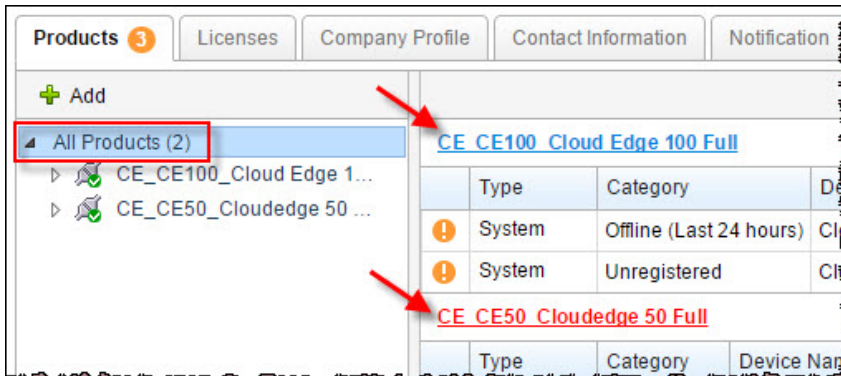 Products 3 Licenses Company Profile Contact Information Notification
Add
All Products (2)
CE_CE100_Cloud Edge 1...
CE_CE50_Cloudedge 50 ...
CE_CE100_Cloud Edge 100 Full
Type Category
System Offline (Last 24 hours)
System Unregistered
CE_CE50_Cloudedge 50 Full
Type Category Device